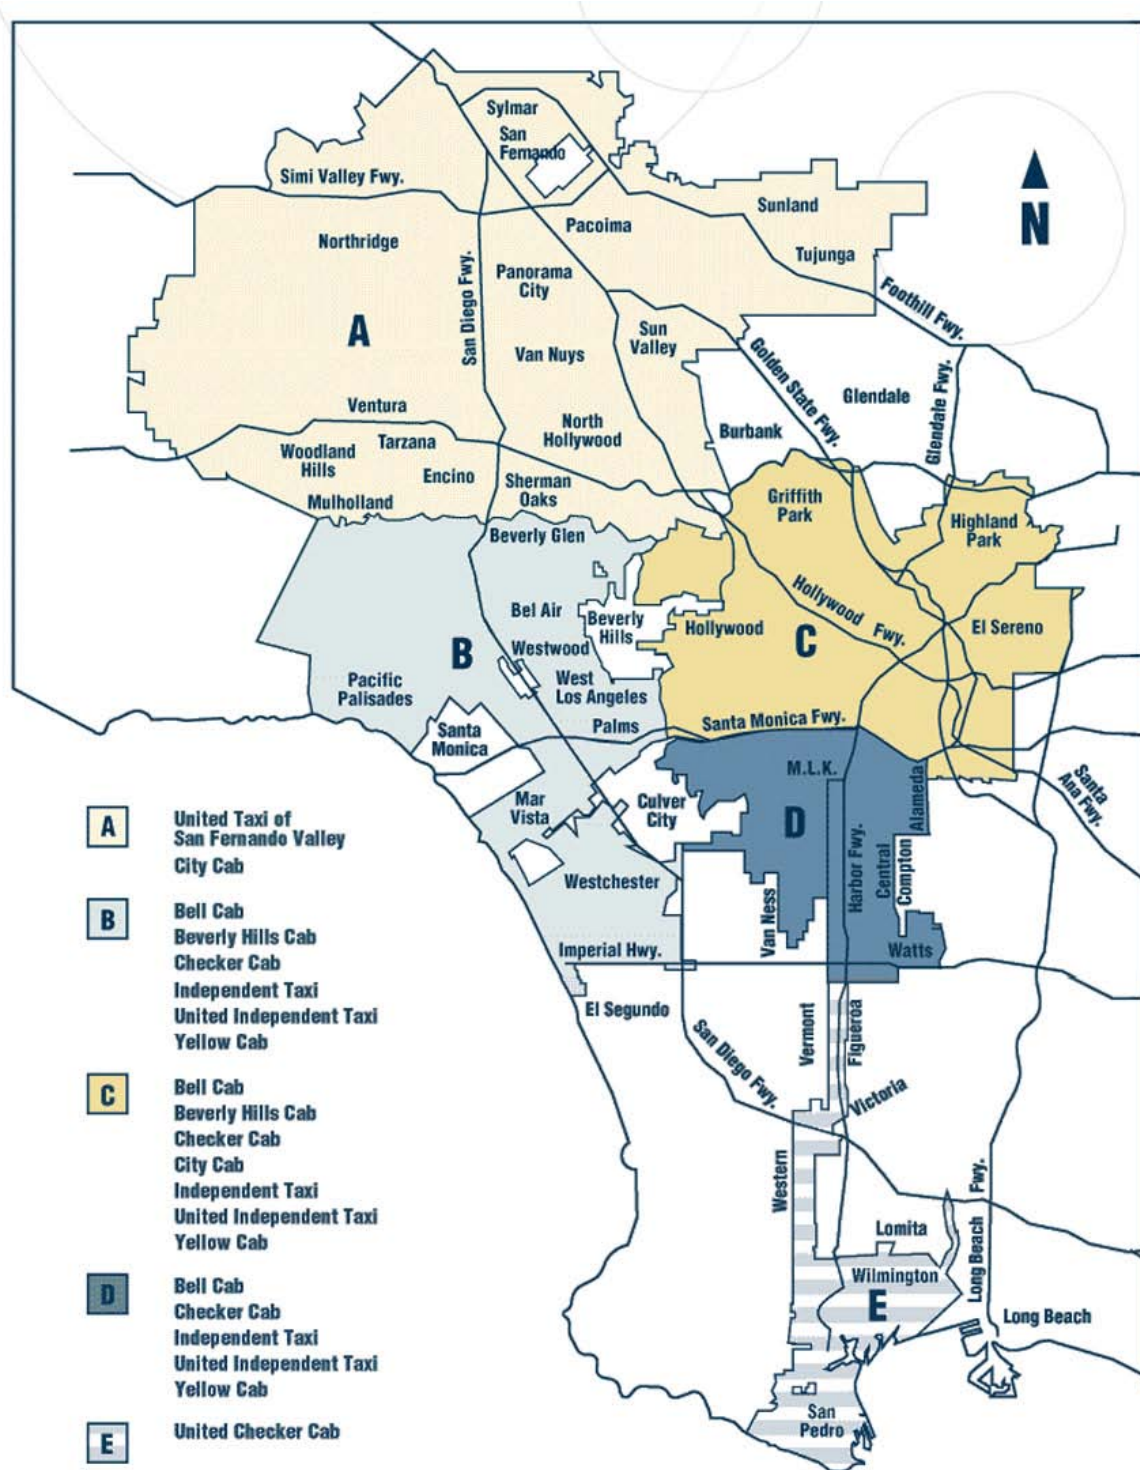 Sylmar
San
Fernando
Simi Valley Fwy.
Sunland
N
Pacoima
Northridge
Tujunga
San Diego Fwy.
Panorama
City
Foothill Fwy.
A
Sun
Valley
Van Nuys
Golden State Fwy.
Glendale
Glendale Fwy.
Ventura
North
Hollywood
Burbank
Tarzana
Woodland
Hills
Encino
Sherman
Oaks
Mulholland
Griffith
Park
Highland
Park
Beverly Glen
Hollywood Fwy.
Bel Air
Beverly
Hills
Hollywood
C
El Sereno
B
Westwood
West
Los Angeles
Pacific
Palisades
Palms
Santa Monica Fwy.
Santa
Monica
M.L.K.
Santa
Ana Fwy.
Mar
Vista
Culver
City
D
Alameda
Harbor Fwy.
Central
Compton
Westchester
Van Ness
Imperial Hwy.
Watts
El Segundo
San Diego Fwy.
Vermont
Figueroa
Victoria
Western
Long Beach Fwy.
Lomita
Wilmington
E
Long Beach
San
Pedro
A
United Taxi of
San Fernando Valley
City Cab
B
Bell Cab
Beverly Hills Cab
Checker Cab
Independent Taxi
United Independent Taxi
Yellow Cab
C
Bell Cab
Beverly Hills Cab
Checker Cab
City Cab
Independent Taxi
United Independent Taxi
Yellow Cab
D
Bell Cab
Checker Cab
Independent Taxi
United Independent Taxi
Yellow Cab
E
United Checker Cab